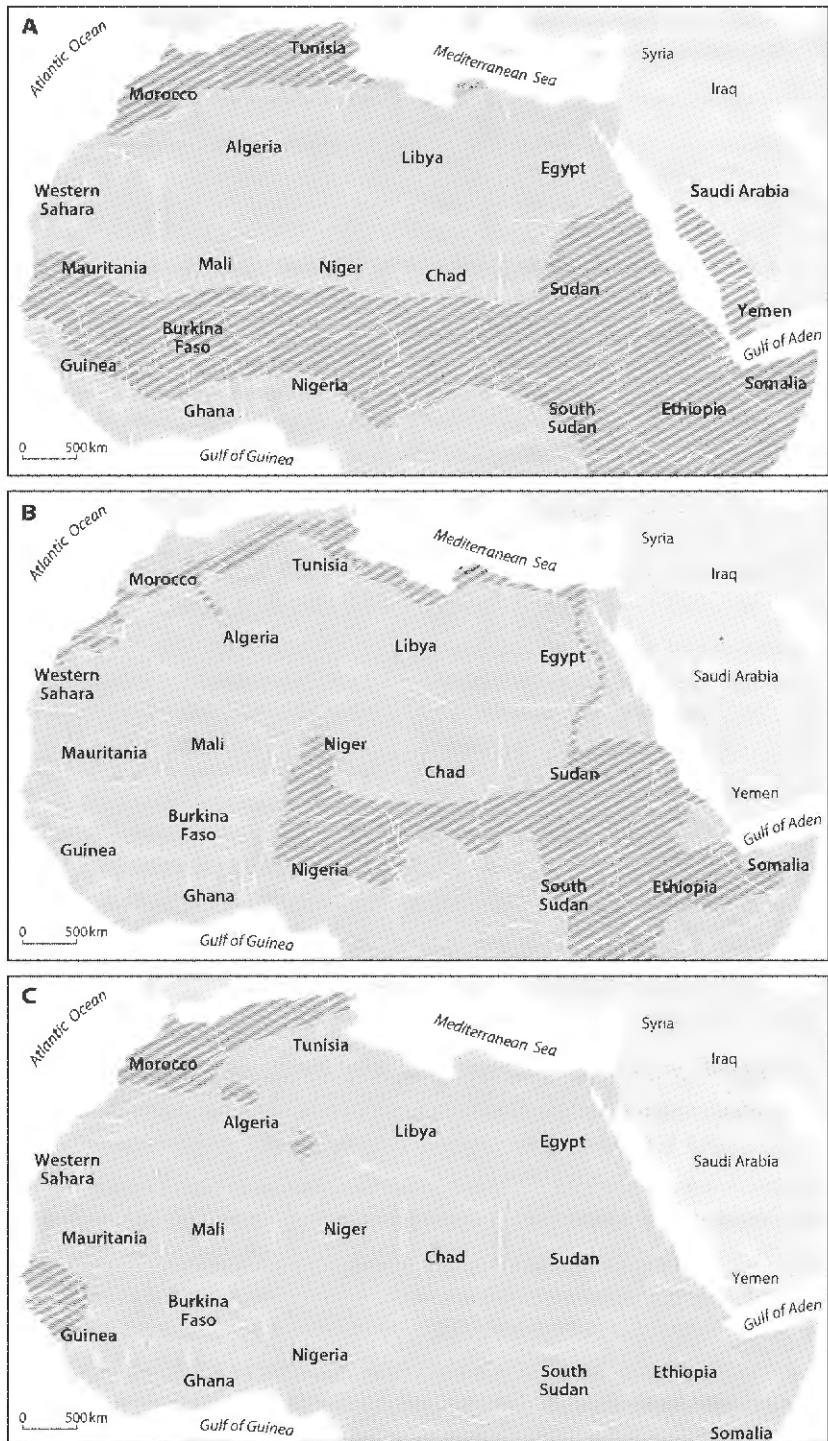 A
Atlantic Ocean
Tunisia
Mediterranean Sea
Syria
Morocco
Iraq
Algeria
Libya
Egypt
Western
Sahara
Saudi Arabia
Mauritania
Mali
Niger
Chad
Sudan
Yemen
Burkina
Faso
Gulf of Aden
Guinea
Nigeria
Somalia
Ghana
South
Sudan
Ethiopia
0 500km
Gulf of Guinea
B
Atlantic Ocean
Mediterranean Sea
Syria
Tunisia
Morocco
Iraq
Algeria
Libya
Egypt
Western
Sahara
Saudi Arabia
Mauritania
Mali
Niger
Chad
Sudan
Yemen
Burkina
Faso
Gulf of Aden
Guinea
Nigeria
Somalia
Ghana
South
Sudan
Ethiopia
0 500km
Gulf of Guinea
C
Atlantic Ocean
Mediterranean Sea
Syria
Tunisia
Morocco
Iraq
Algeria
Libya
Egypt
Western
Sahara
Saudi Arabia
Mauritania
Mali
Niger
Chad
Sudan
Yemen
Burkina
Faso
Gulf of Aden
Guinea
Nigeria
Ghana
South
Sudan
Ethiopia
0 500km
Gulf of Guinea
Somalia